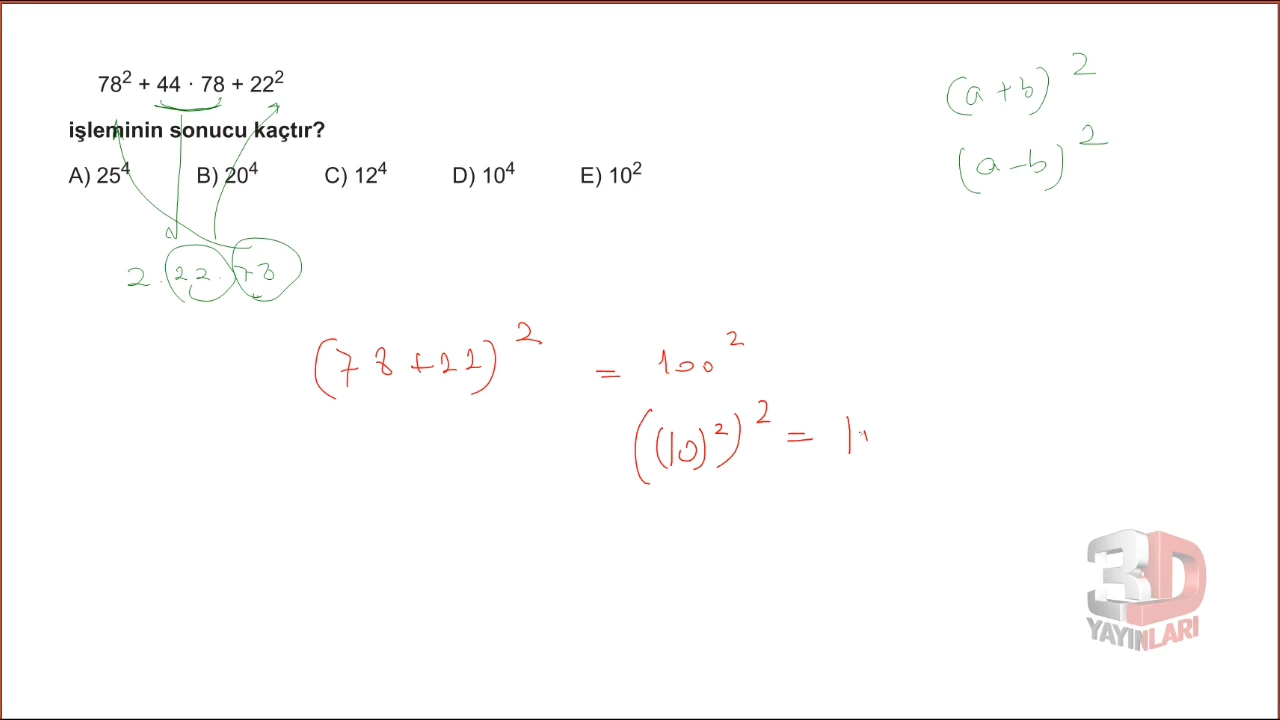 78² + 44 · 78 + 22²
işleminin sonucu kaçtır?
A) 25⁴ B) 20⁴ C) 12⁴ D) 10⁴ E) 10²
(a+b)²
(a-b)²
2 · 22 · 78
(78+22)² = 100²
((10)²)² = 1
3D
YAYINLARI